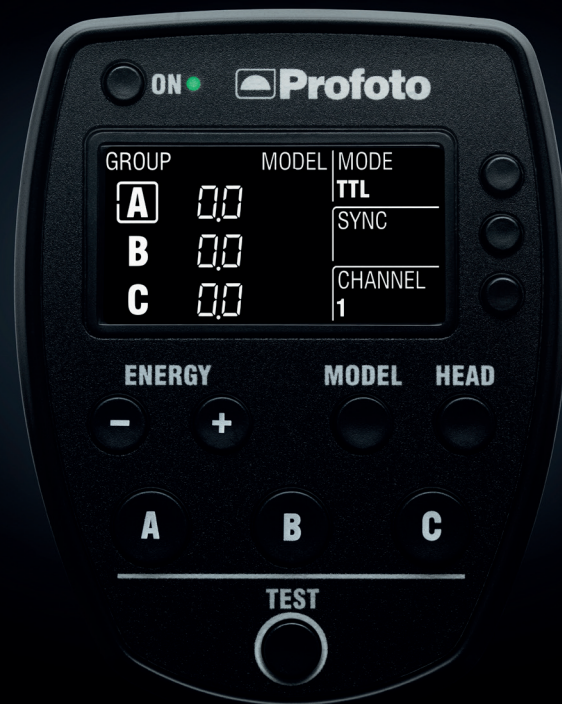 ON Profoto
GROUP MODEL MODE
TTL
A 0.0
SYNC
B 0.0
CHANNEL
C 0.0 1
ENERGY MODEL HEAD
- +
A B C
TEST